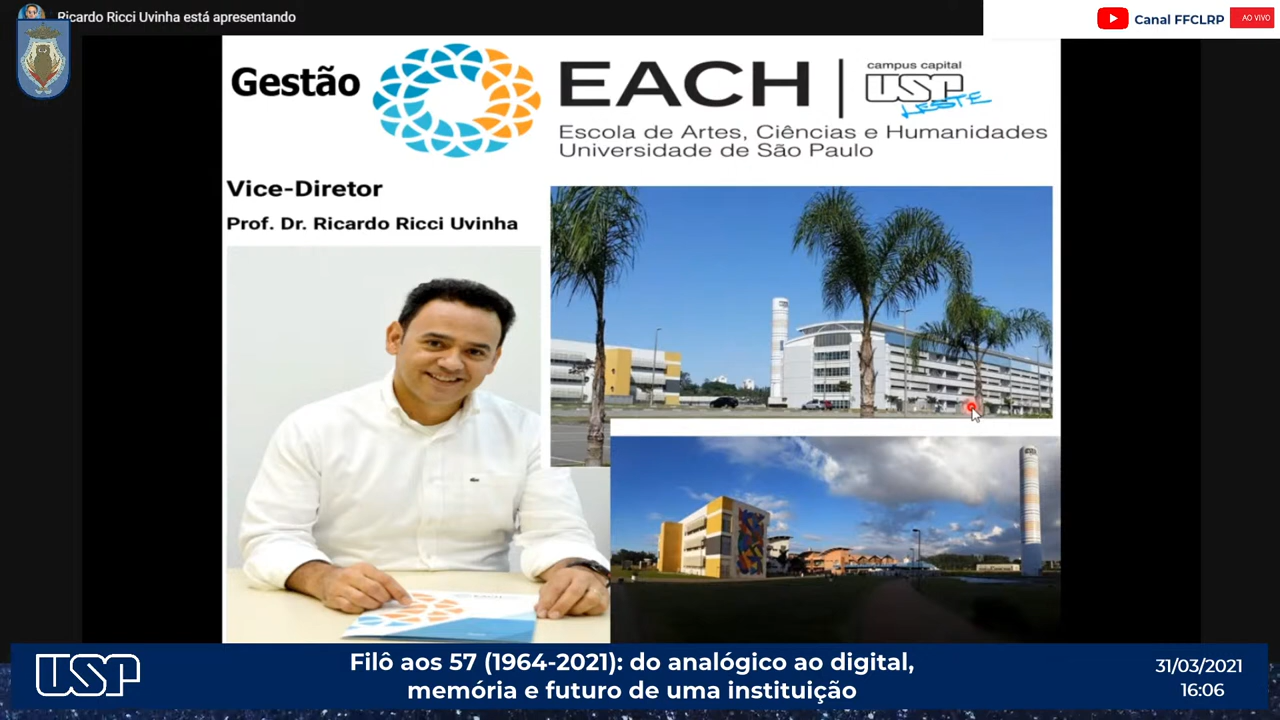 Ricardo Ricci Uvinha está apresentando
Canal FFCLRP
AO VIVO
Gestão
EACH
campus capital
USP
LESTE
Escola de Artes, Ciências e Humanidades
Universidade de São Paulo
Vice-Diretor
Prof. Dr. Ricardo Ricci Uvinha
EACH
USP
Filô aos 57 (1964-2021): do analógico ao digital,
memória e futuro de uma instituição
31/03/2021
16:06